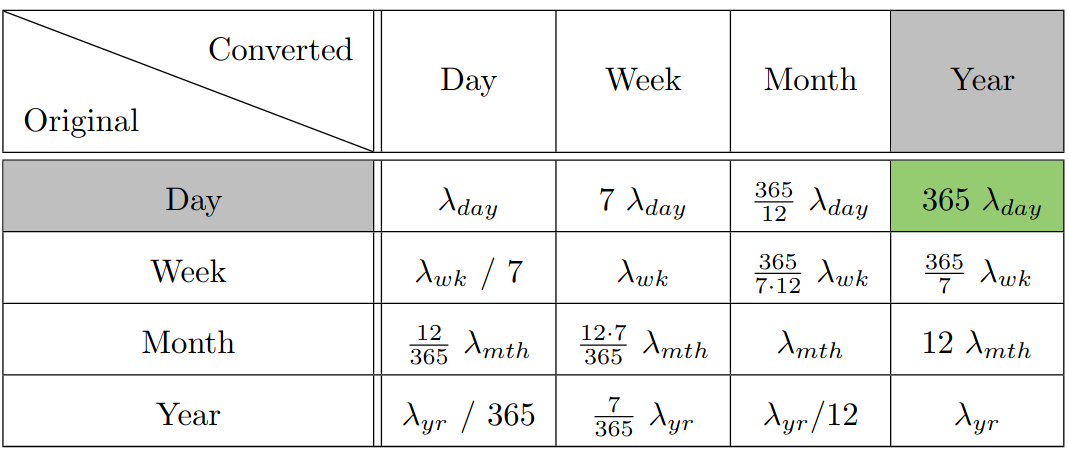 Converted
Original
Day Week Month Year
Day λ_day 7 λ_day 365/12 λ_day 365 λ_day
Week λ_wk / 7 λ_wk 365/7·12 λ_wk 365/7 λ_wk
Month 12/365 λ_mth 12·7/365 λ_mth λ_mth 12 λ_mth
Year λ_yr / 365 7/365 λ_yr λ_yr/12 λ_yr